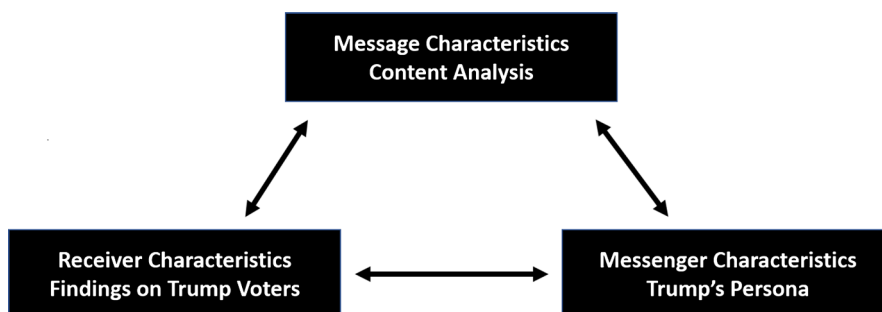 Message Characteristics
Content Analysis
Receiver Characteristics
Findings on Trump Voters
Messenger Characteristics
Trump’s Persona